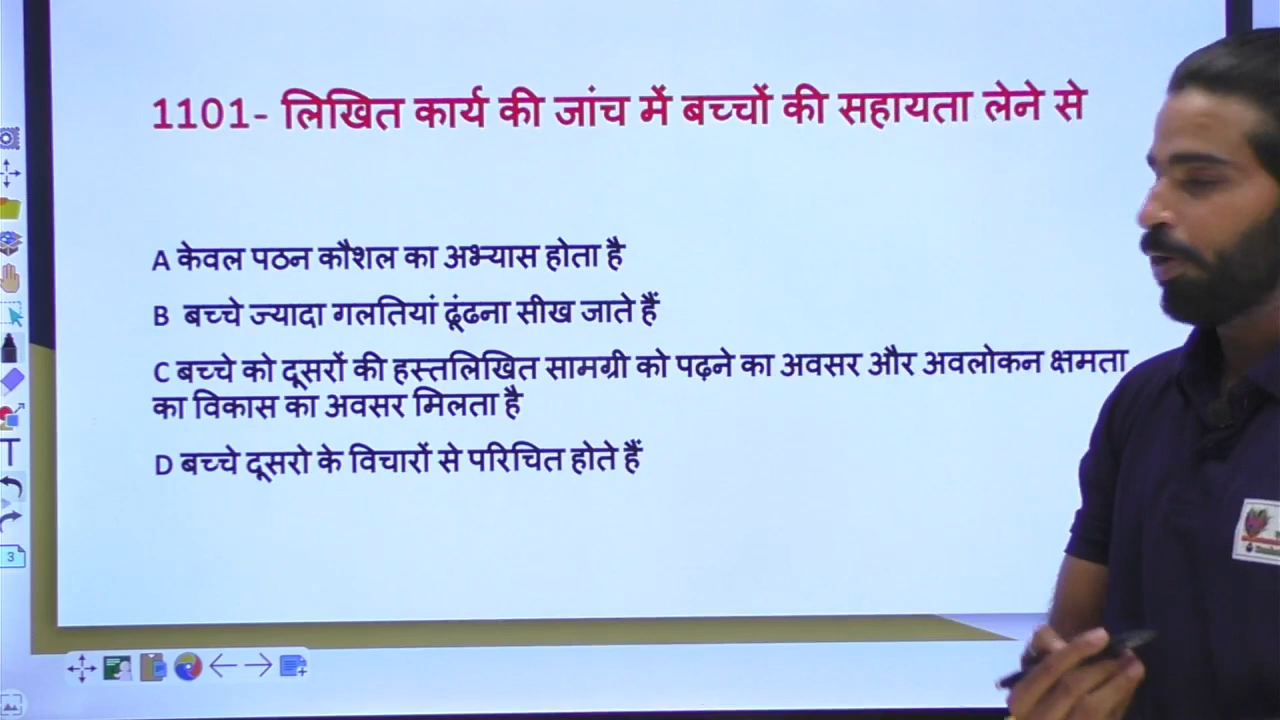 1101- लिखित कार्य की जांच में बच्चों की सहायता लेने से
A केवल पठन कौशल का अभ्यास होता है
B बच्चे ज्यादा गलतियां ढूंढना सीख जाते हैं
C बच्चे को दूसरों की हस्तलिखित सामग्री को पढ़ने का अवसर और अवलोकन क्षमता
का विकास का अवसर मिलता है
D बच्चे दूसरो के विचारों से परिचित होते हैं
3